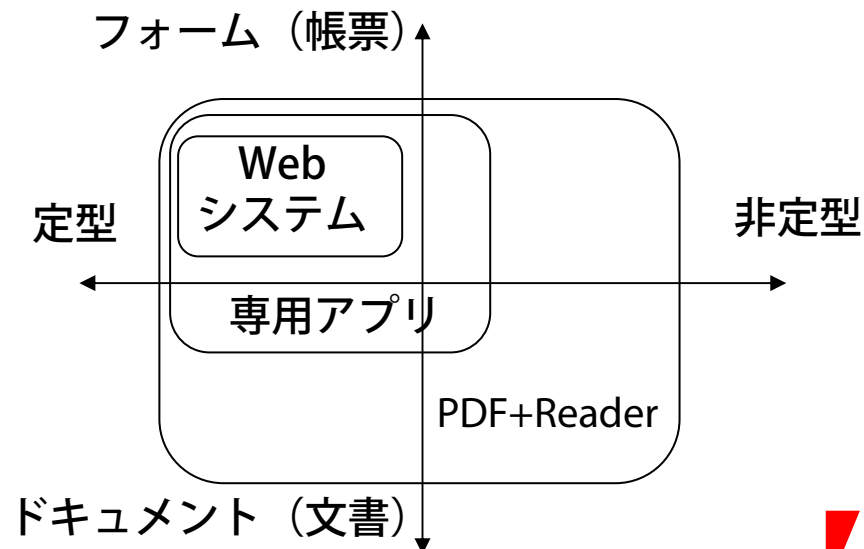 フォーム（帳票）
Web
システム
定型
非定型
専用アプリ
PDF+Reader
ドキュメント（文書）